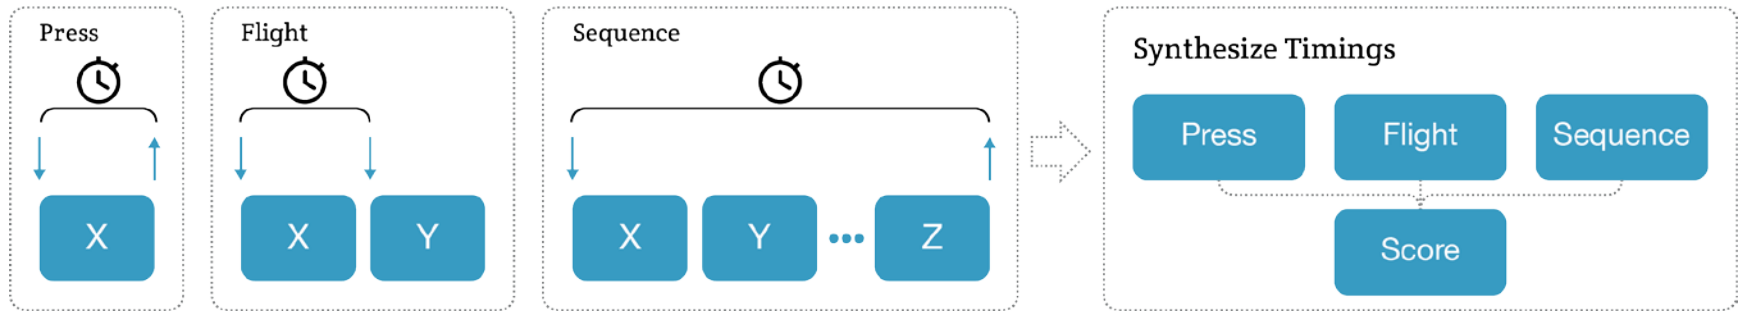 Press
X
Flight
X Y
Sequence
X Y ••• Z
Synthesize Timings
Press Flight Sequence
Score